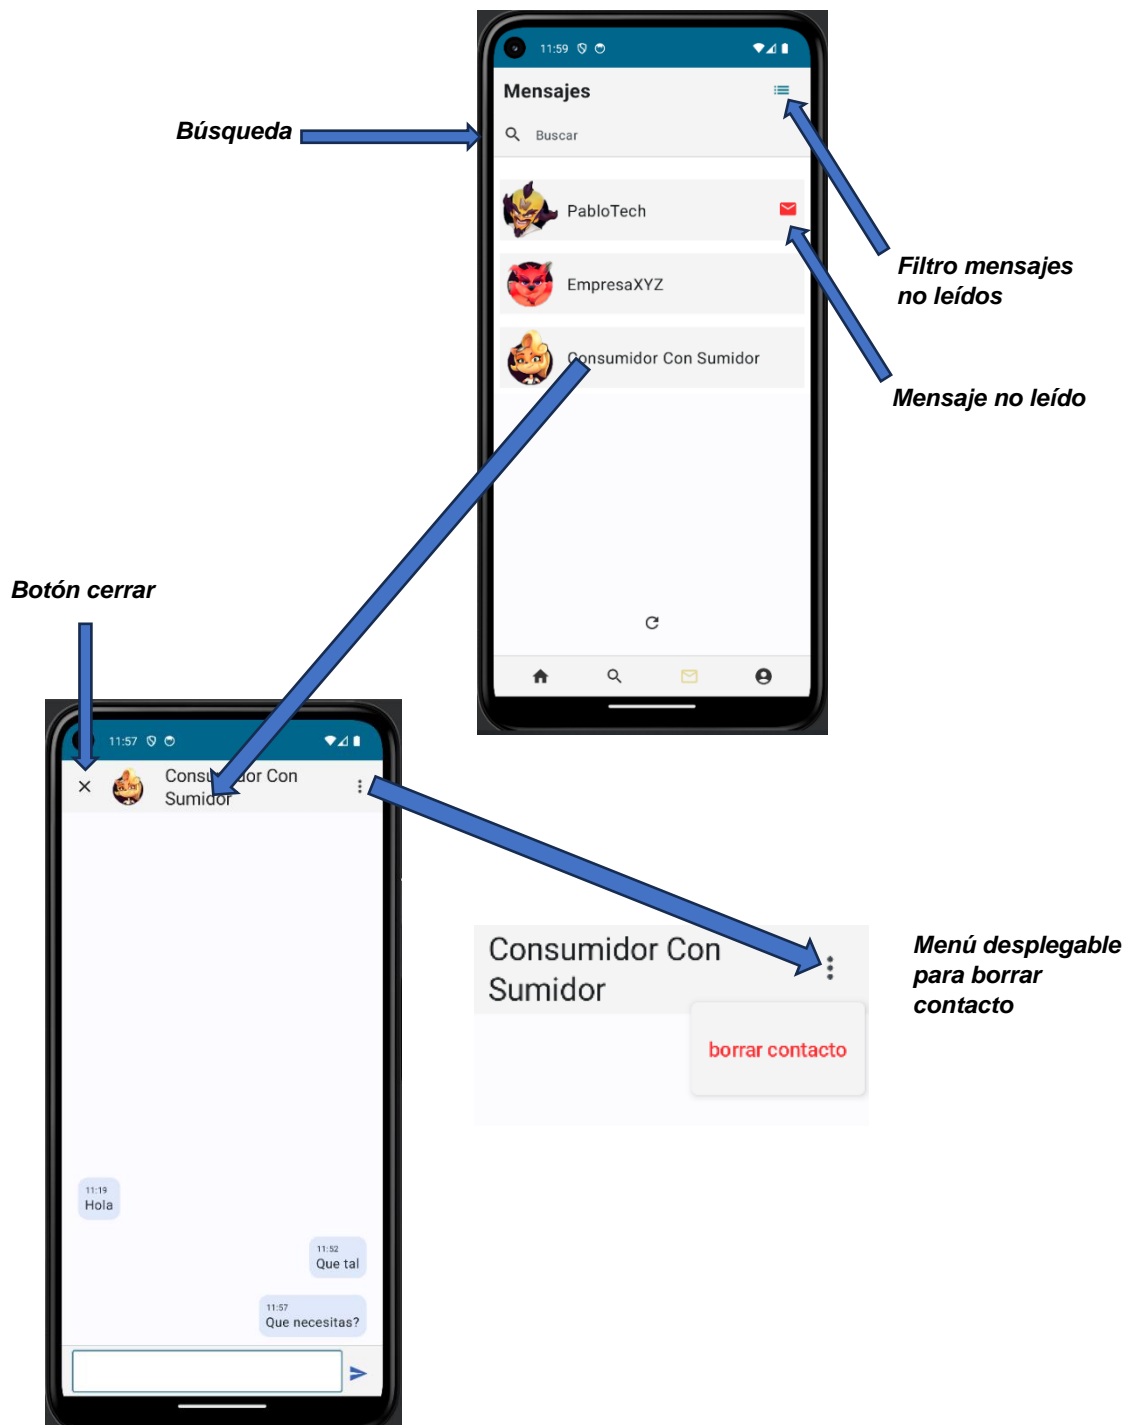 11:59
Mensajes
Búsqueda
Buscar
PabloTech
EmpresaXYZ
Consumidor Con Sumidor
Filtro mensajes
no leídos
Mensaje no leído
Botón cerrar
11:57
Consumidor Con
Sumidor
11:19
Hola
11:52
Que tal
11:57
Que necesitas?
Consumidor Con
Sumidor
borrar contacto
Menú desplegable
para borrar
contacto